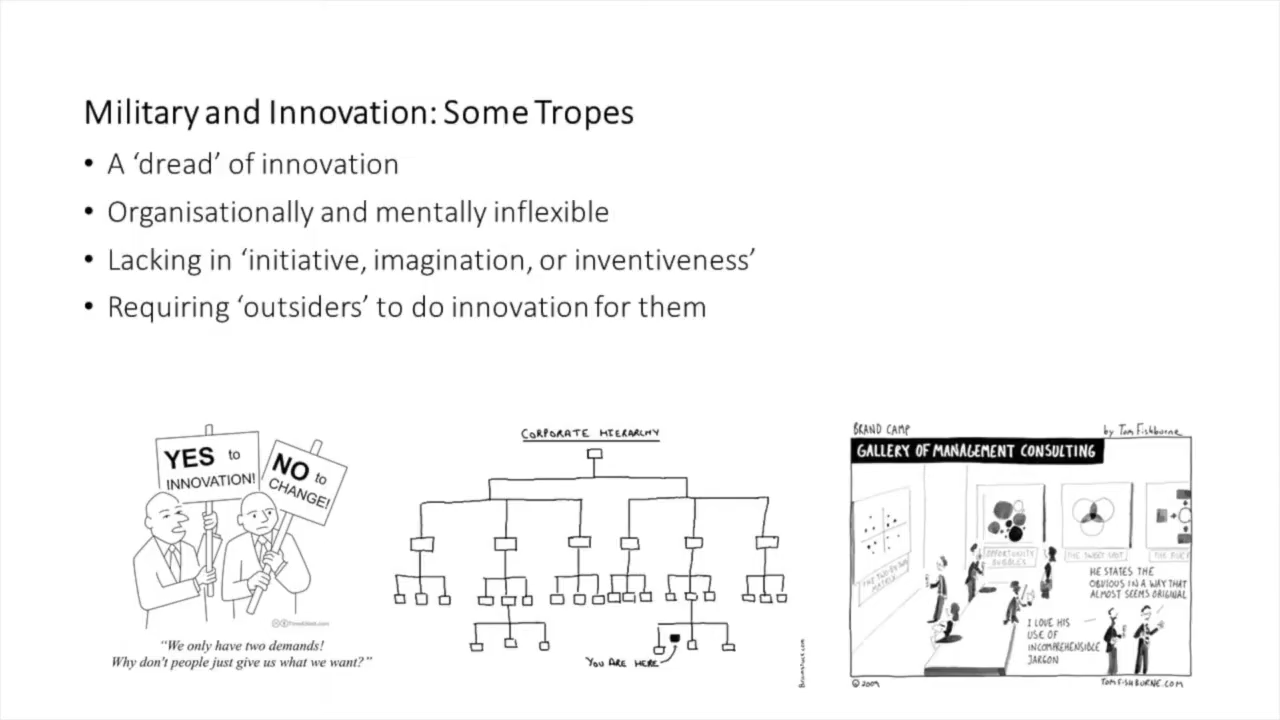 Military and Innovation: Some Tropes
• A ‘dread’ of innovation
• Organisationally and mentally inflexible
• Lacking in ‘initiative, imagination, or inventiveness’
• Requiring ‘outsiders’ to do innovation for them
YES to
INNOVATION!
NO to
CHANGE!
“We only have two demands!
Why don't people just give us what we want?”
CORPORATE HIERARCHY
YOU ARE HERE
BRAND CAMP
by Tom Fishburne
GALLERY OF MANAGEMENT CONSULTING
OPPORTUNITY
BUBBLES
THE SWEET SPOT
HE STATES THE
OBVIOUS IN A WAY THAT
ALMOST SEEMS ORIGINAL
I LOVE HIS
USE OF
INCOMPREHENSIBLE
JARGON
© 2009
TOMFISHBURNE.COM